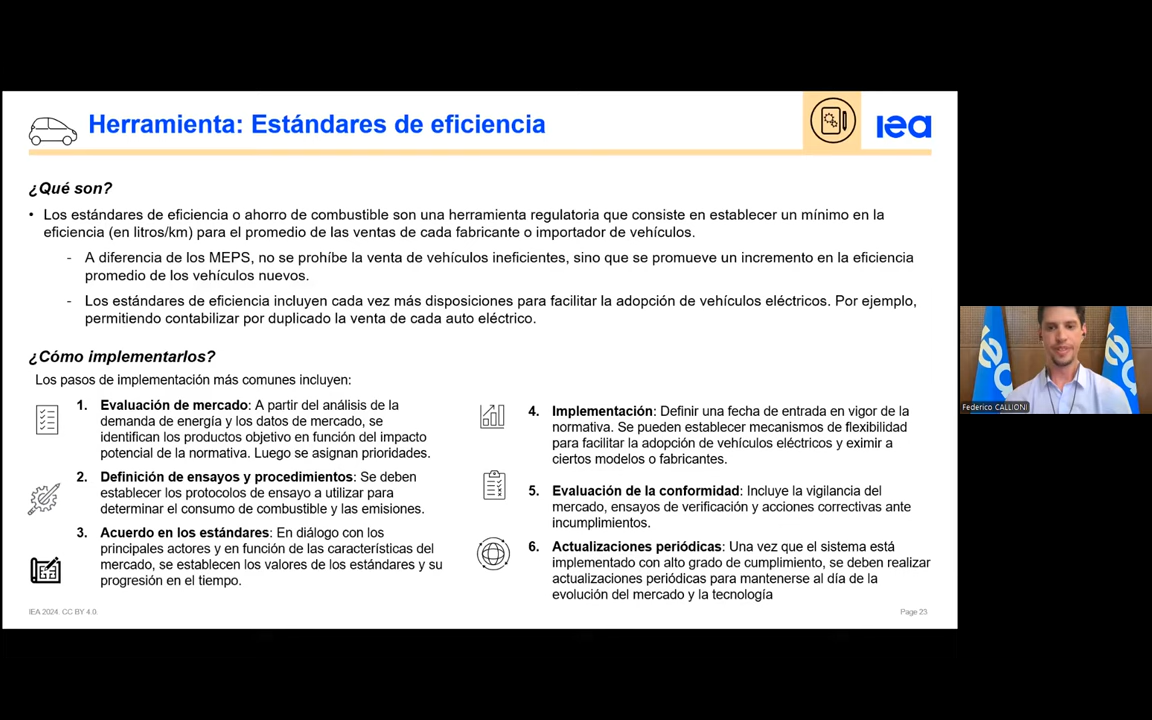 Herramienta: Estándares de eficiencia
iea
¿Qué son?
• Los estándares de eficiencia o ahorro de combustible son una herramienta regulatoria que consiste en establecer un mínimo en la
eficiencia (en litros/km) para el promedio de las ventas de cada fabricante o importador de vehículos.
- A diferencia de los MEPS, no se prohíbe la venta de vehículos ineficientes, sino que se promueve un incremento en la eficiencia
promedio de los vehículos nuevos.
- Los estándares de eficiencia incluyen cada vez más disposiciones para facilitar la adopción de vehículos eléctricos. Por ejemplo,
permitiendo contabilizar por duplicado la venta de cada auto eléctrico.
¿Cómo implementarlos?
Los pasos de implementación más comunes incluyen:
1. Evaluación de mercado: A partir del análisis de la
demanda de energía y los datos de mercado, se
identifican los productos objetivo en función del impacto
potencial de la normativa. Luego se asignan prioridades.
2. Definición de ensayos y procedimientos: Se deben
establecer los protocolos de ensayo a utilizar para
determinar el consumo de combustible y las emisiones.
3. Acuerdo en los estándares: En diálogo con los
principales actores y en función de las características del
mercado, se establecen los valores de los estándares y su
progresión en el tiempo.
4. Implementación: Definir una fecha de entrada en vigor de la
normativa. Se pueden establecer mecanismos de flexibilidad
para facilitar la adopción de vehículos eléctricos y eximir a
ciertos modelos o fabricantes.
5. Evaluación de la conformidad: Incluye la vigilancia del
mercado, ensayos de verificación y acciones correctivas ante
incumplimientos.
6. Actualizaciones periódicas: Una vez que el sistema está
implementado con alto grado de cumplimiento, se deben realizar
actualizaciones periódicas para mantenerse al día de la
evolución del mercado y la tecnología
IEA 2024. CC BY 4.0.
Page 23
Federico CALLIONI